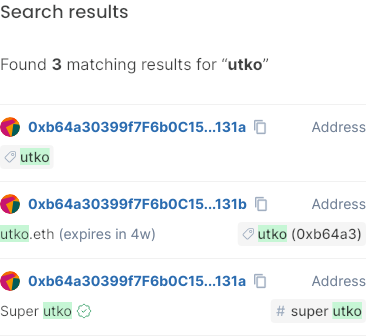 Search results
Found 3 matching results for “utko”
0xb64a30399f7F6b0C15...131a Address
utko
0xb64a30399f7F6b0C15...131b Address
utko.eth (expires in 4w) utko (0xb64a3)
0xb64a30399f7F6b0C15...131a Address
Super utko # super utko